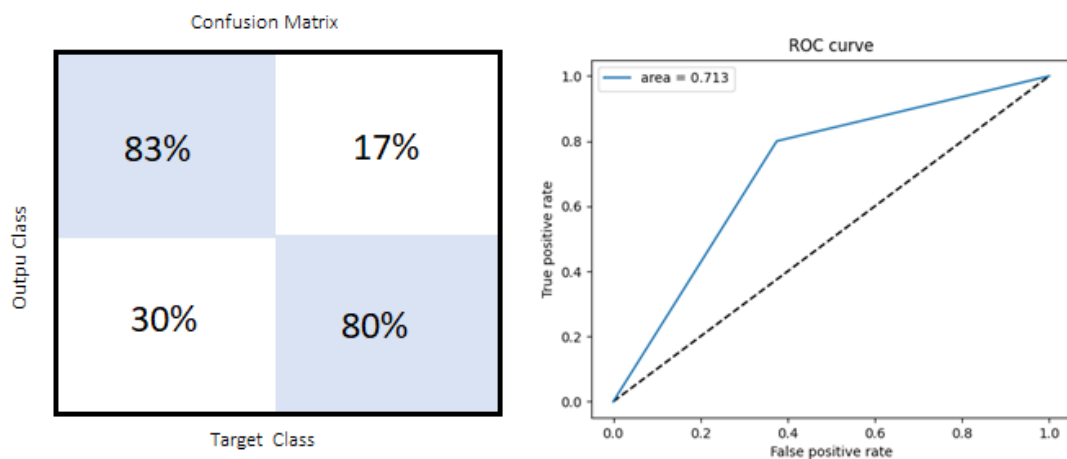 Confusion Matrix
83%
17%
30%
80%
Outpu Class
Target Class
ROC curve
area = 0.713
1.0
0.8
0.6
0.4
0.2
0.0
True positive rate
0.0
0.2
0.4
0.6
0.8
1.0
False positive rate